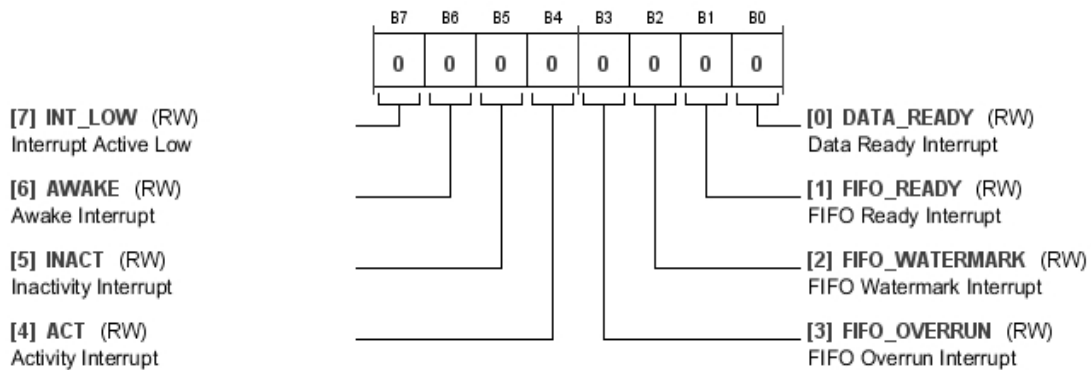 B7 B6 B5 B4 B3 B2 B1 B0
0 0 0 0 0 0 0 0
[7] INT_LOW (RW)
Interrupt Active Low
[6] AWAKE (RW)
Awake Interrupt
[5] INACT (RW)
Inactivity Interrupt
[4] ACT (RW)
Activity Interrupt
[0] DATA_READY (RW)
Data Ready Interrupt
[1] FIFO_READY (RW)
FIFO Ready Interrupt
[2] FIFO_WATERMARK (RW)
FIFO Watermark Interrupt
[3] FIFO_OVERRUN (RW)
FIFO Overrun Interrupt